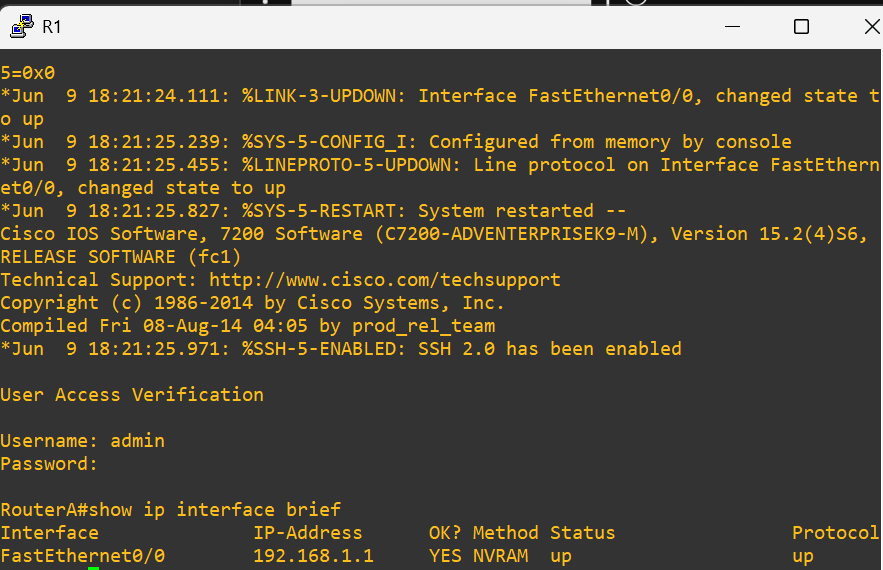 R1
5=0x0
*Jun  9 18:21:24.111: %LINK-3-UPDOWN: Interface FastEthernet0/0, changed state t
o up
*Jun  9 18:21:25.239: %SYS-5-CONFIG_I: Configured from memory by console
*Jun  9 18:21:25.455: %LINEPROTO-5-UPDOWN: Line protocol on Interface FastEthern
et0/0, changed state to up
*Jun  9 18:21:25.827: %SYS-5-RESTART: System restarted --
Cisco IOS Software, 7200 Software (C7200-ADVENTERPRISEK9-M), Version 15.2(4)S6,
RELEASE SOFTWARE (fc1)
Technical Support: http://www.cisco.com/techsupport
Copyright (c) 1986-2014 by Cisco Systems, Inc.
Compiled Fri 08-Aug-14 04:05 by prod_rel_team
*Jun  9 18:21:25.971: %SSH-5-ENABLED: SSH 2.0 has been enabled
User Access Verification
Username: admin
Password:
RouterA#show ip interface brief
Interface              IP-Address      OK? Method Status                Protocol
FastEthernet0/0        192.168.1.1     YES NVRAM  up                    up